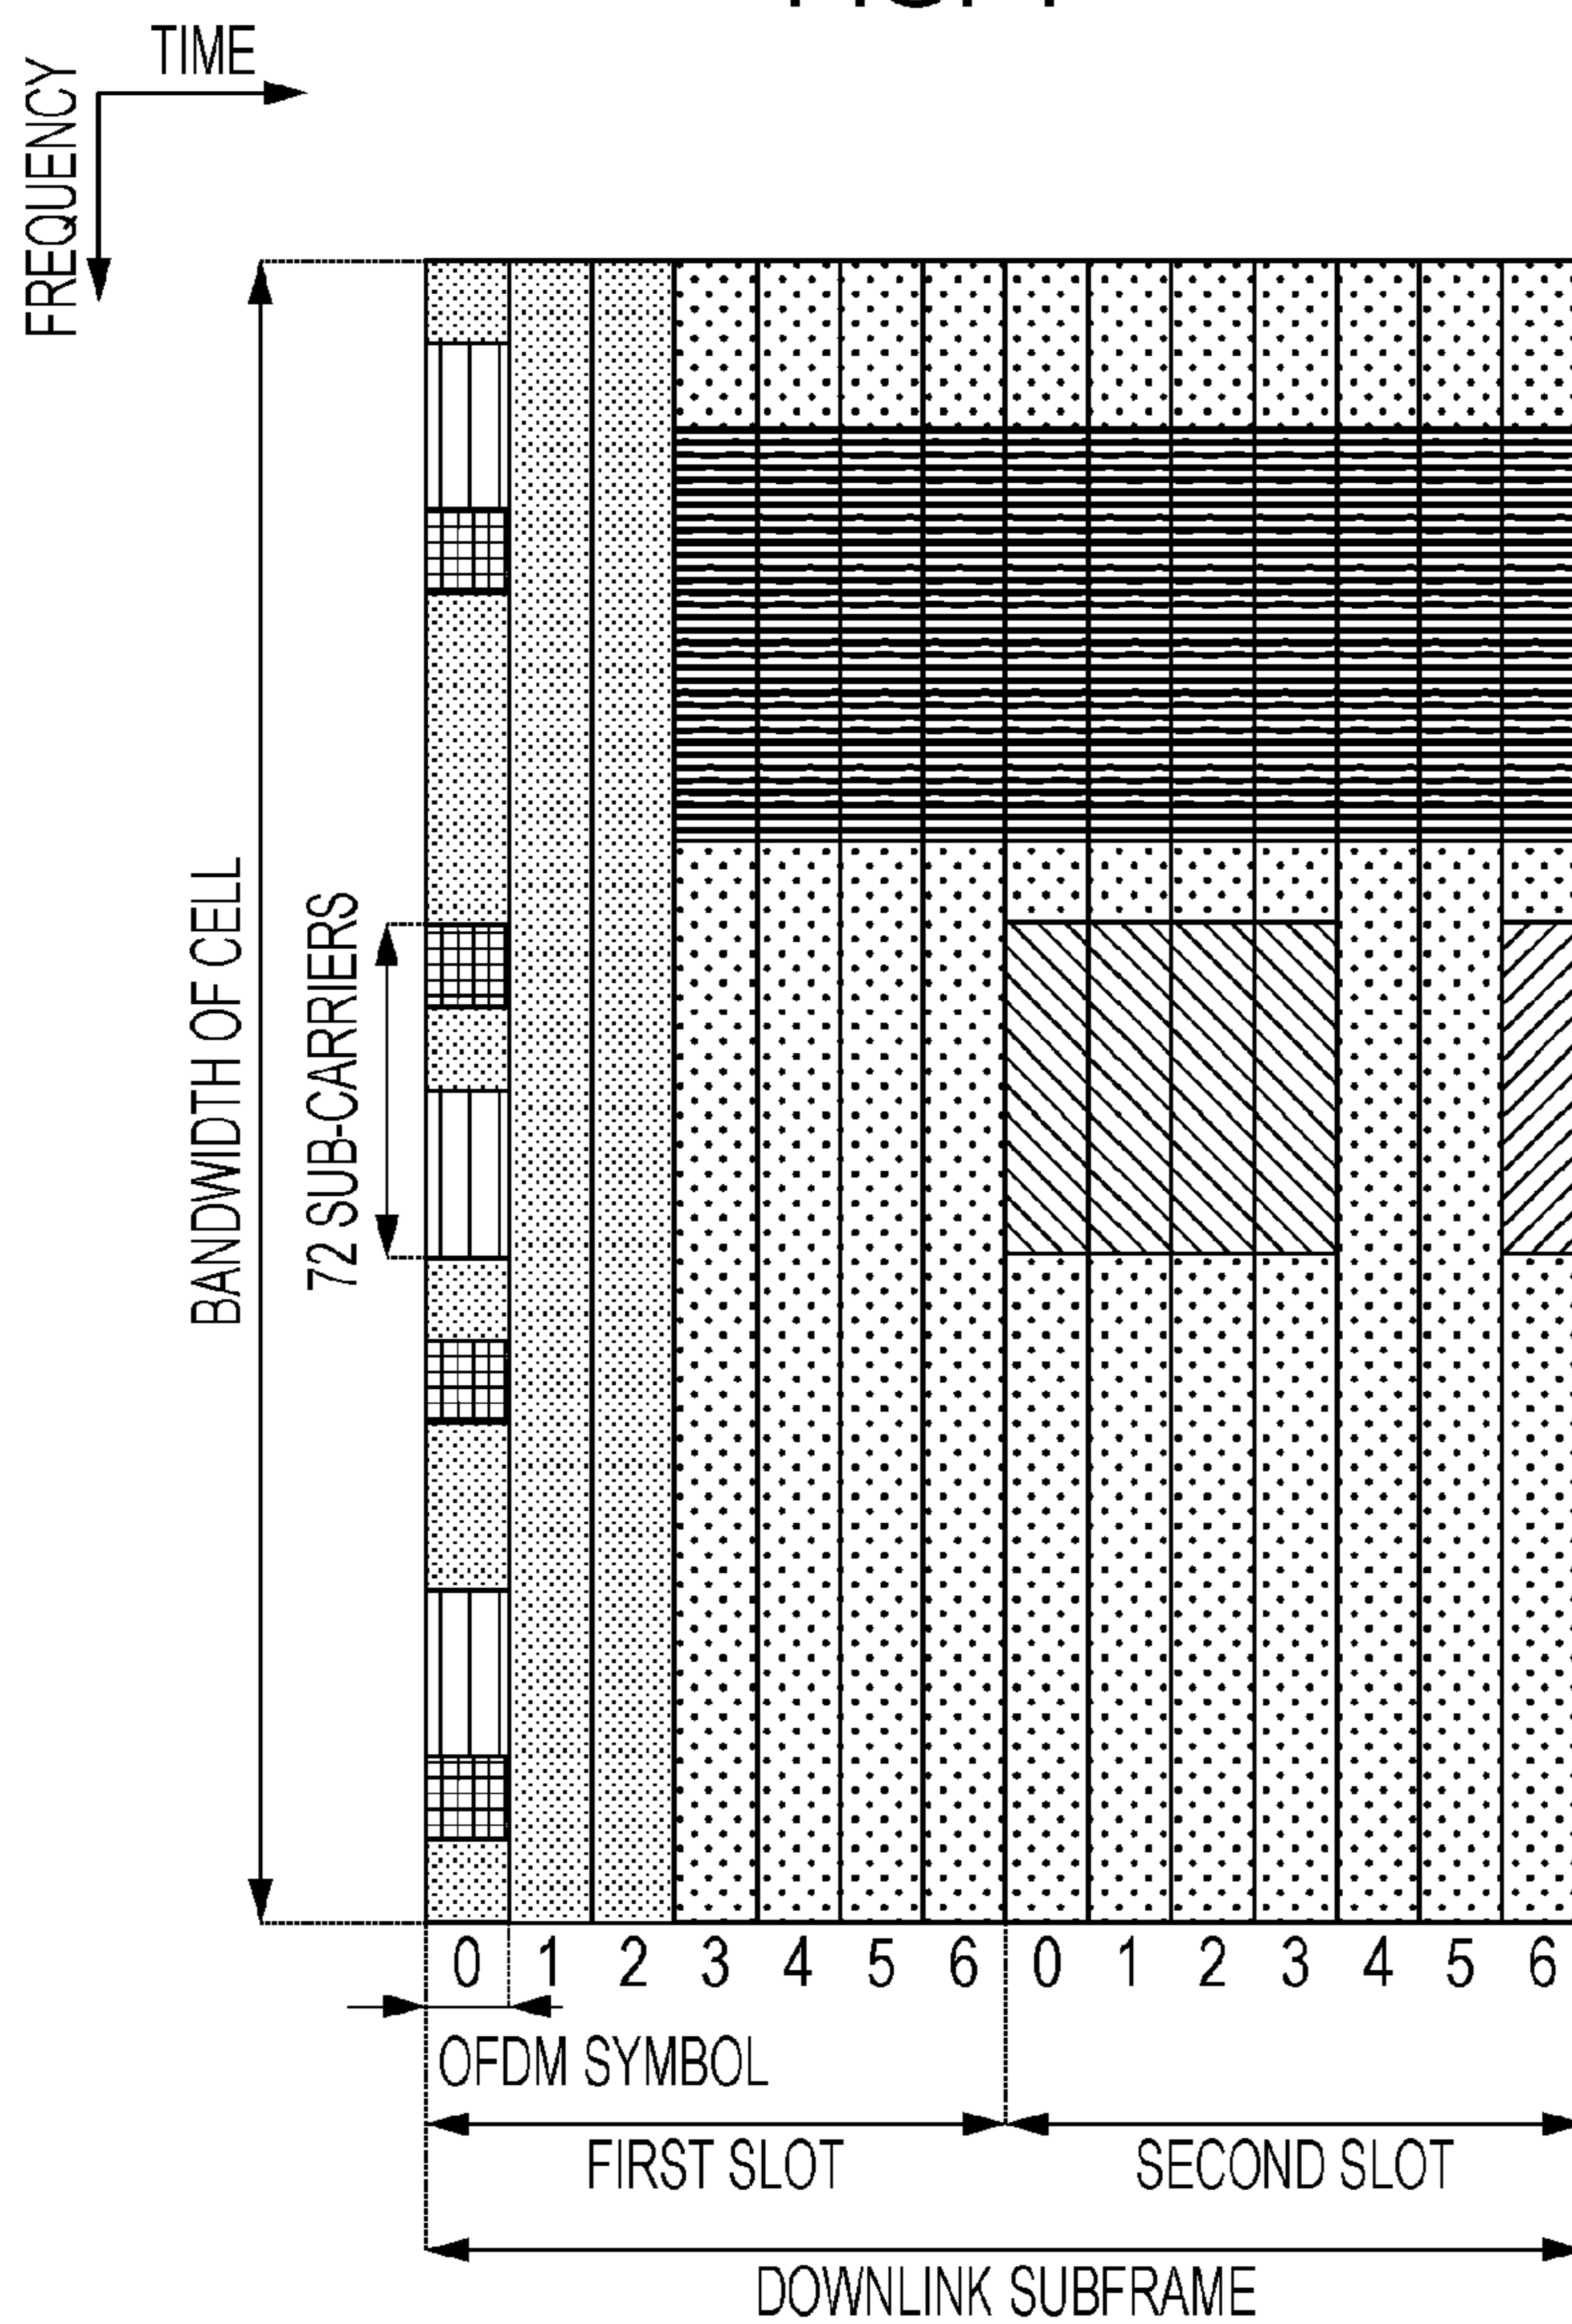 TIME
FREQUENCY
BANDWIDTH OF CELL
72 SUB-CARRIERS
0 1 2 3 4 5 6 0 1 2 3 4 5 6
OFDM SYMBOL
FIRST SLOT SECOND SLOT
DOWNLINK SUBFRAME